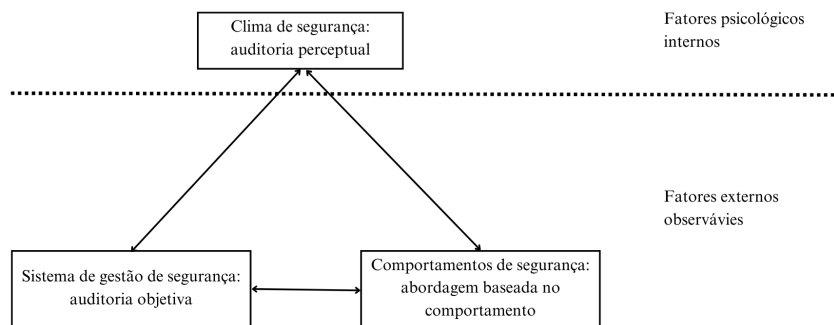 Clima de segurança:
auditoria perceptual
Fatores psicológicos
internos
Fatores externos
observávies
Sistema de gestão de segurança:
auditoria objetiva
Comportamentos de segurança:
abordagem baseada no
comportamento